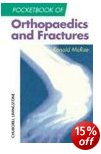 POCKETBOOK OF
Orthopaedics
and Fractures
Ronald McRae
CHURCHILL LIVINGSTONE
15%
off